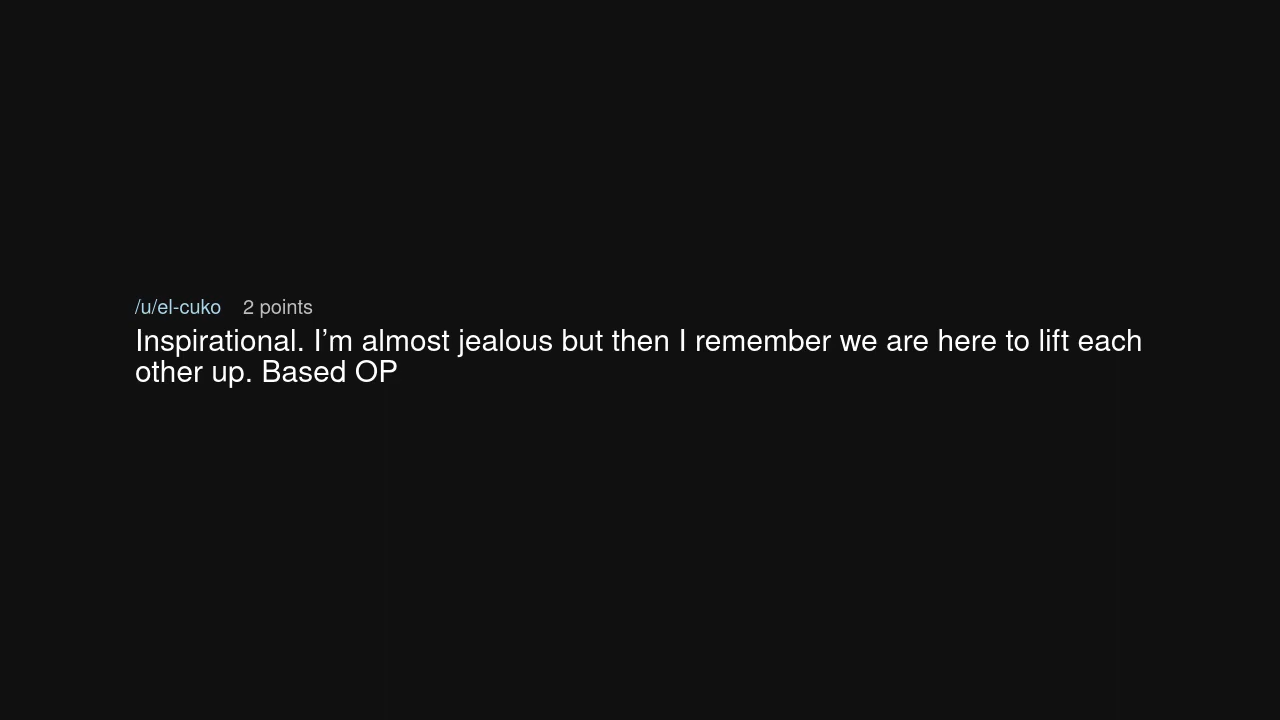 /u/el-cuko 2 points
Inspirational. I’m almost jealous but then I remember we are here to lift each
other up. Based OP